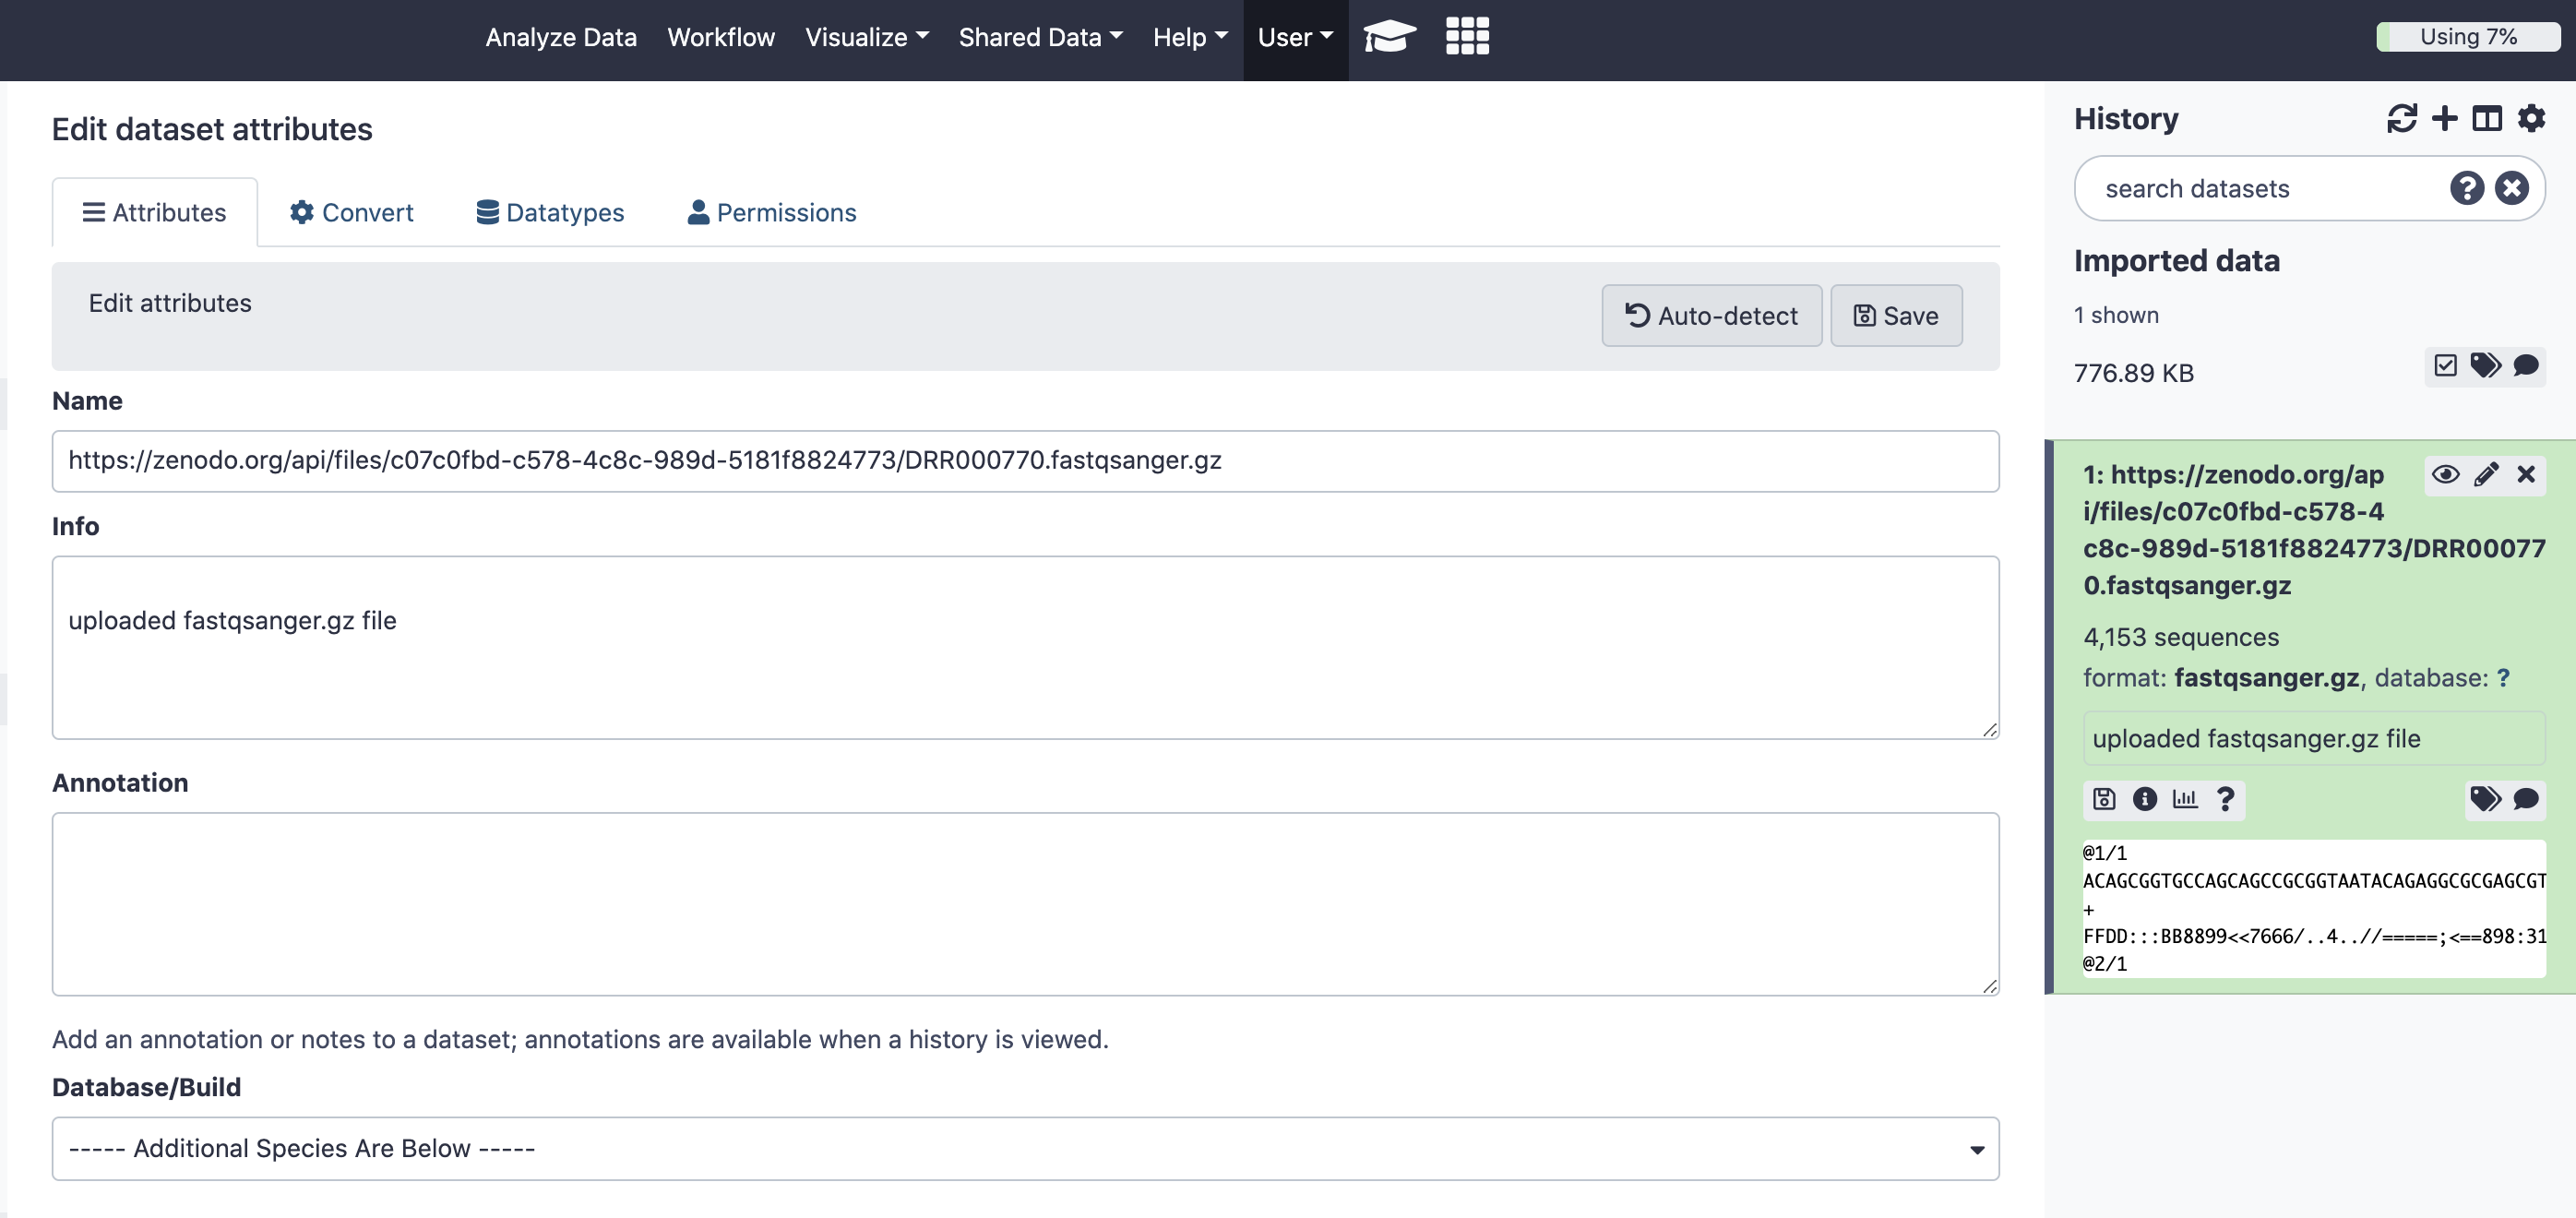 Analyze Data Workflow Visualize Shared Data Help User Using 7%
Edit dataset attributes
Attributes Convert Datatypes Permissions
Edit attributes Auto-detect Save
Name
https://zenodo.org/api/files/c07c0fbd-c578-4c8c-989d-5181f8824773/DRR000770.fastqsanger.gz
Info
uploaded fastqsanger.gz file
Annotation
Add an annotation or notes to a dataset; annotations are available when a history is viewed.
Database/Build
----- Additional Species Are Below -----
History
search datasets
Imported data
1 shown
776.89 KB
1: https://zenodo.org/ap
i/files/c07c0fbd-c578-4
c8c-989d-5181f8824773/DRR00077
0.fastqsanger.gz
4,153 sequences
format: fastqsanger.gz, database: ?
uploaded fastqsanger.gz file
@1/1
ACAGCGGTGCCAGCAGCCGCGGTAATACAGAGGCGCGAGCGT
+
FFDD:::BB8899<<7666/..4..//=====;<==898:31
@2/1